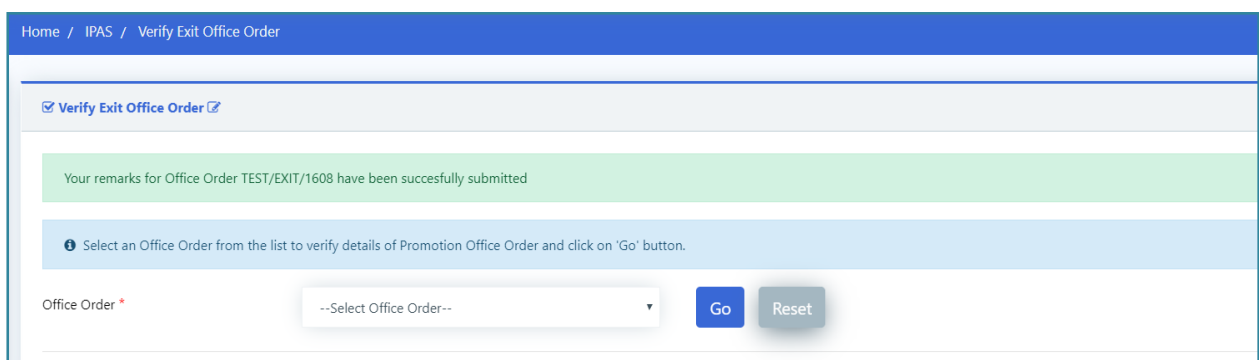 Home / IPAS / Verify Exit Office Order
Verify Exit Office Order
Your remarks for Office Order TEST/EXIT/1608 have been succesfully submitted
Select an Office Order from the list to verify details of Promotion Office Order and click on 'Go' button.
Office Order * --Select Office Order-- Go Reset